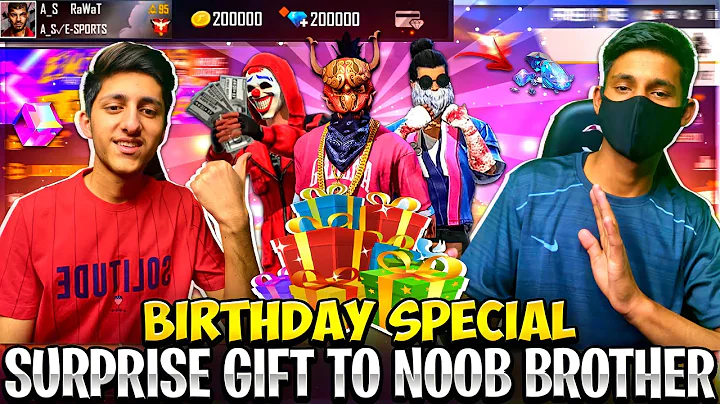 A_S RaWaT
95
A_S/E-SPORTS
200000
+200000
SOLITUDE
BIRTHDAY SPECIAL
SURPRISE GIFT TO NOOB BROTHER